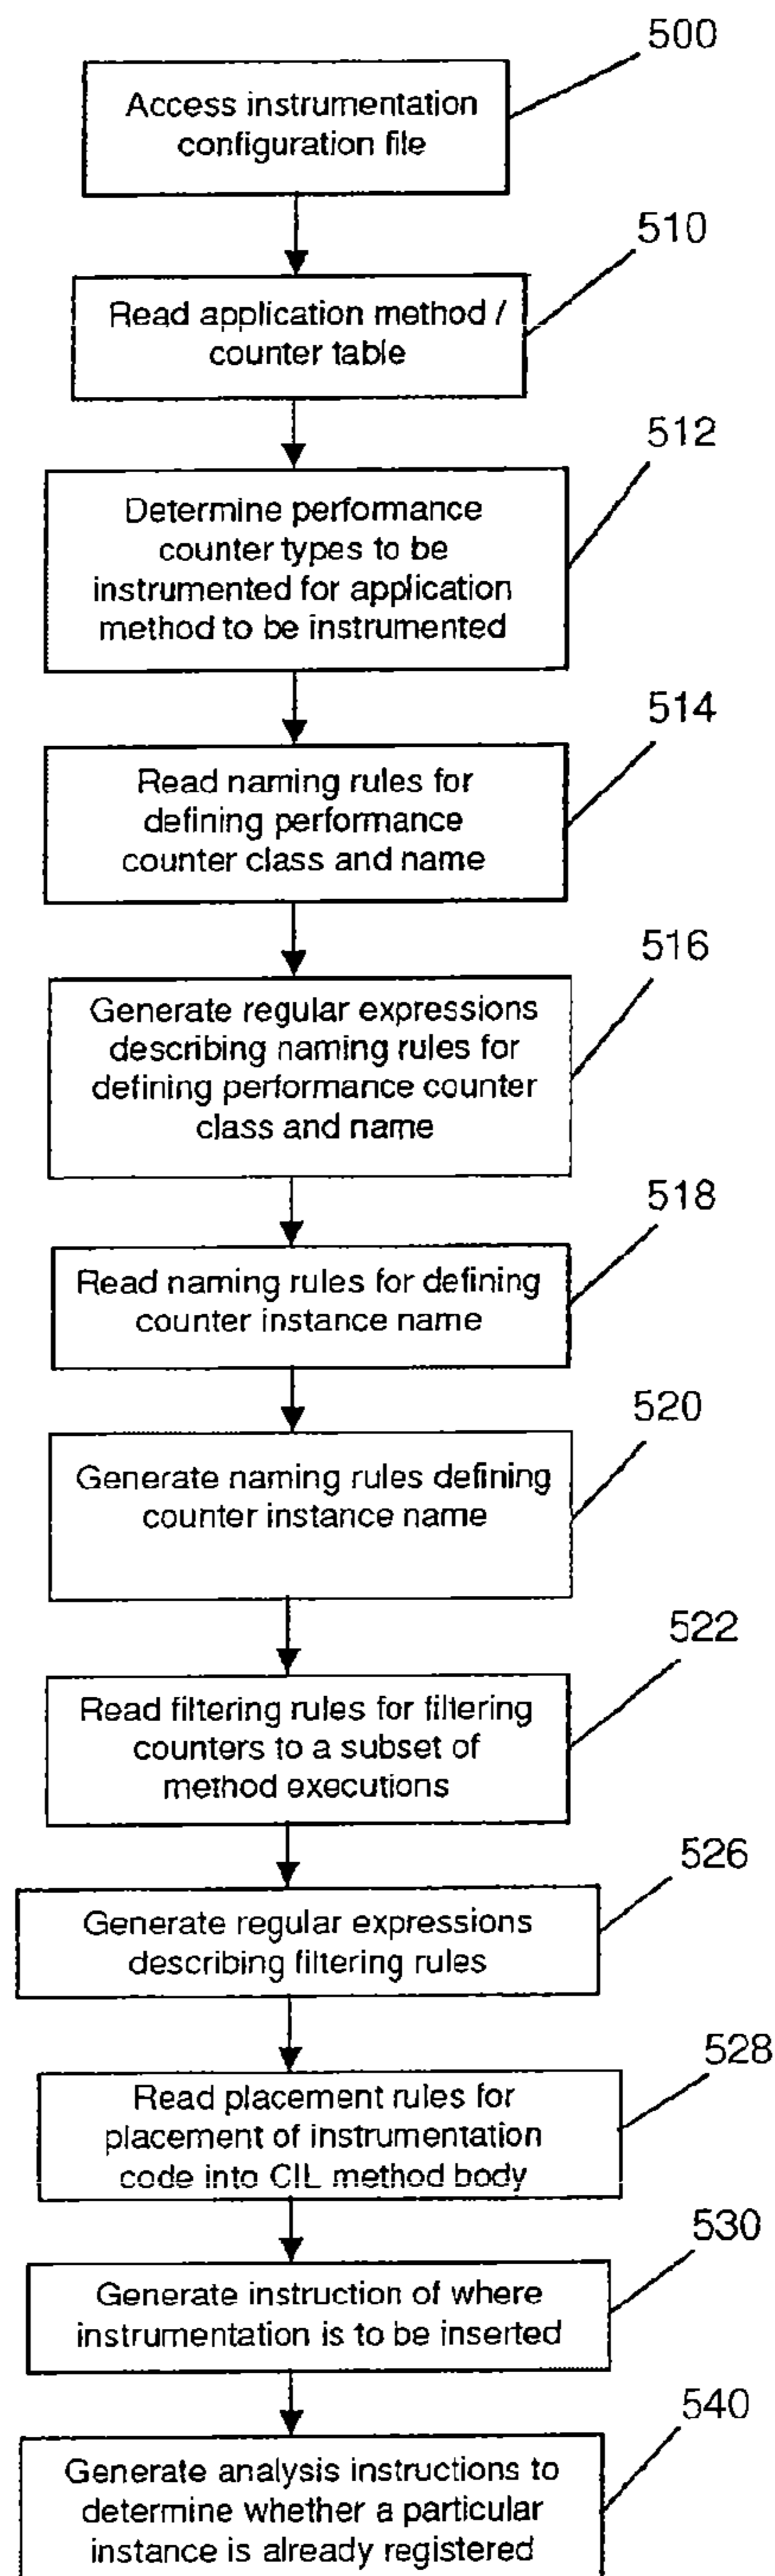 500
Access instrumentation
configuration file
510
Read application method /
counter table
512
Determine performance
counter types to be
instrumented for application
method to be instrumented
514
Read naming rules for
defining performance
counter class and name
516
Generate regular expressions
describing naming rules for
defining performance counter
class and name
518
Read naming rules for defining
counter instance name
520
Generate naming rules defining
counter instance name
522
Read filtering rules for filtering
counters to a subset of
method executions
526
Generate regular expressions
describing filtering rules
528
Read placement rules for
placement of instrumentation
code into CIL method body
530
Generate instruction of where
instrumentation is to be inserted
540
Generate analysis instructions to
determine whether a particular
instance is already registered